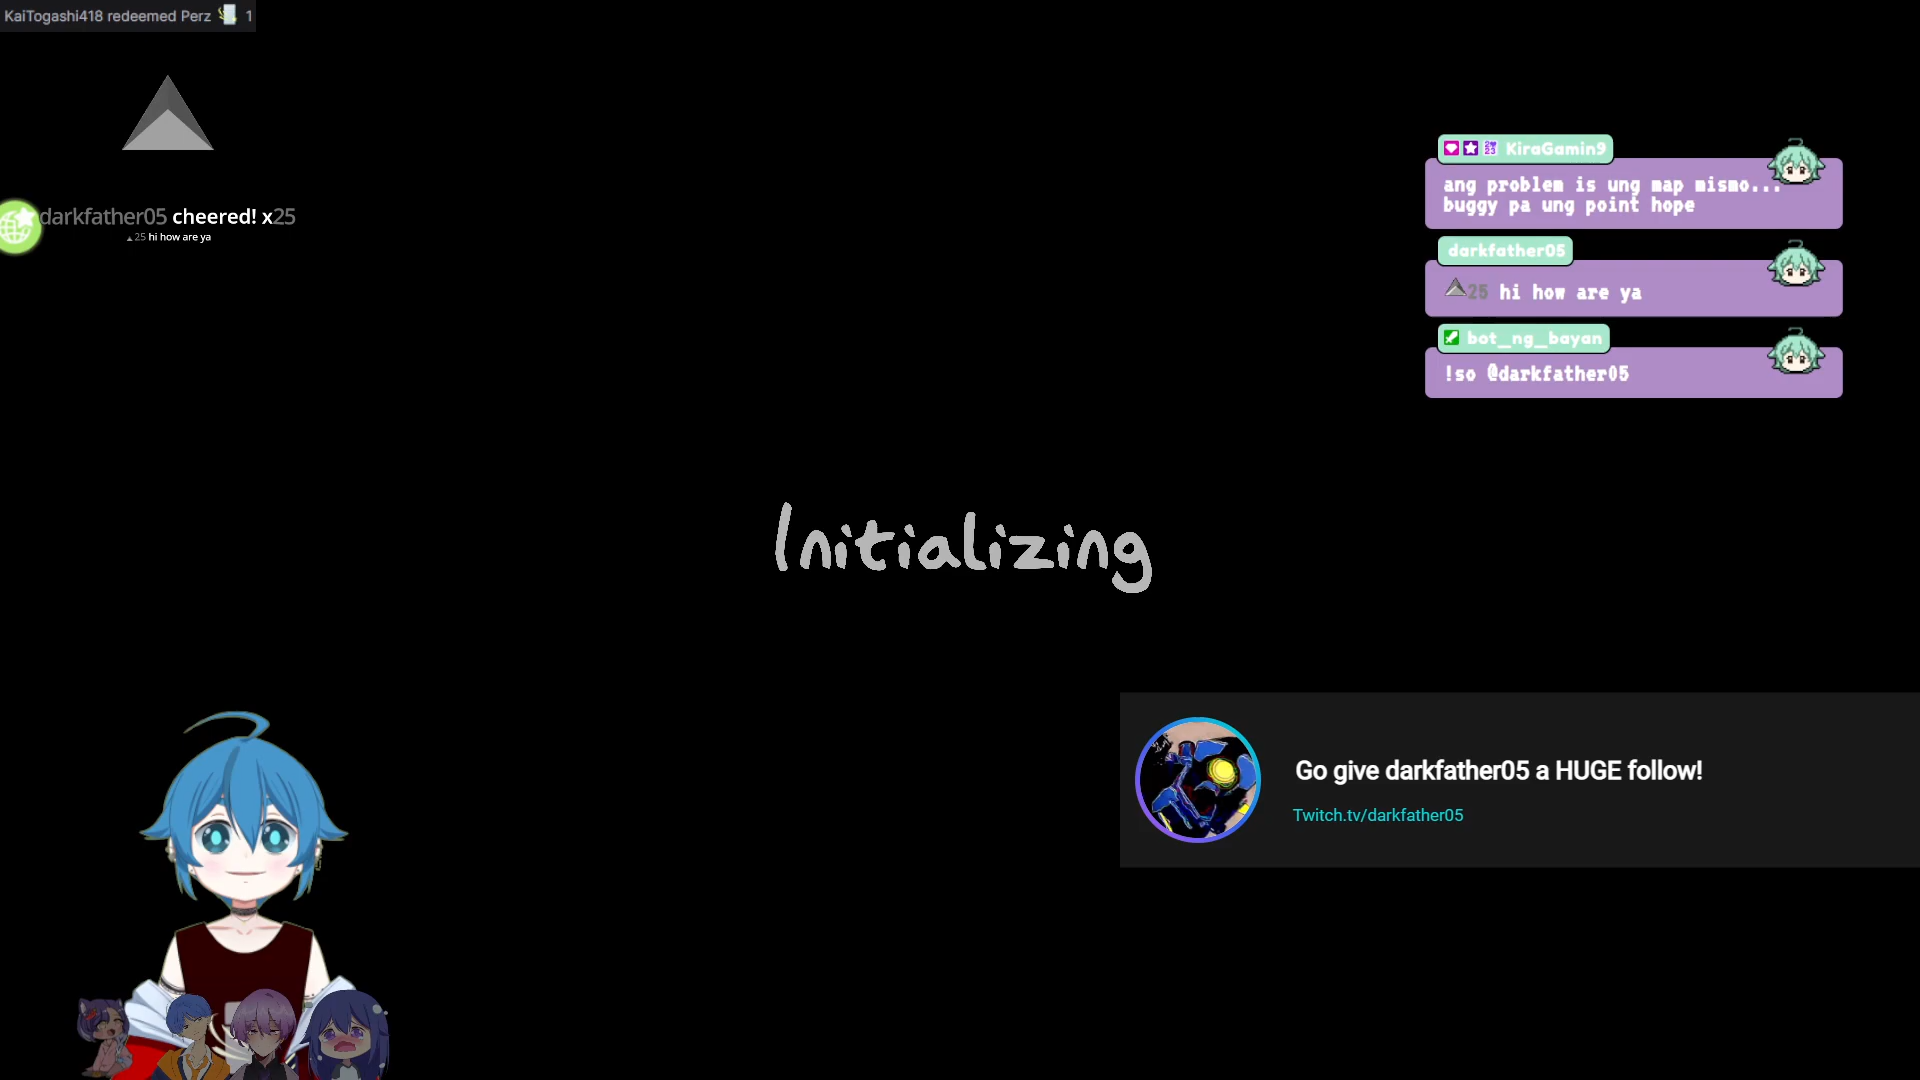 KaiTogashi418 redeemed Perz 1
darkfather05 cheered! x25
25 hi how are ya
KiraGamin9
ang problem is ung map mismo...
buggy pa ung point hope
darkfather05
25 hi how are ya
bot_ng_bayan
!so @darkfather05
Initializing
Go give darkfather05 a HUGE follow!
Twitch.tv/darkfather05